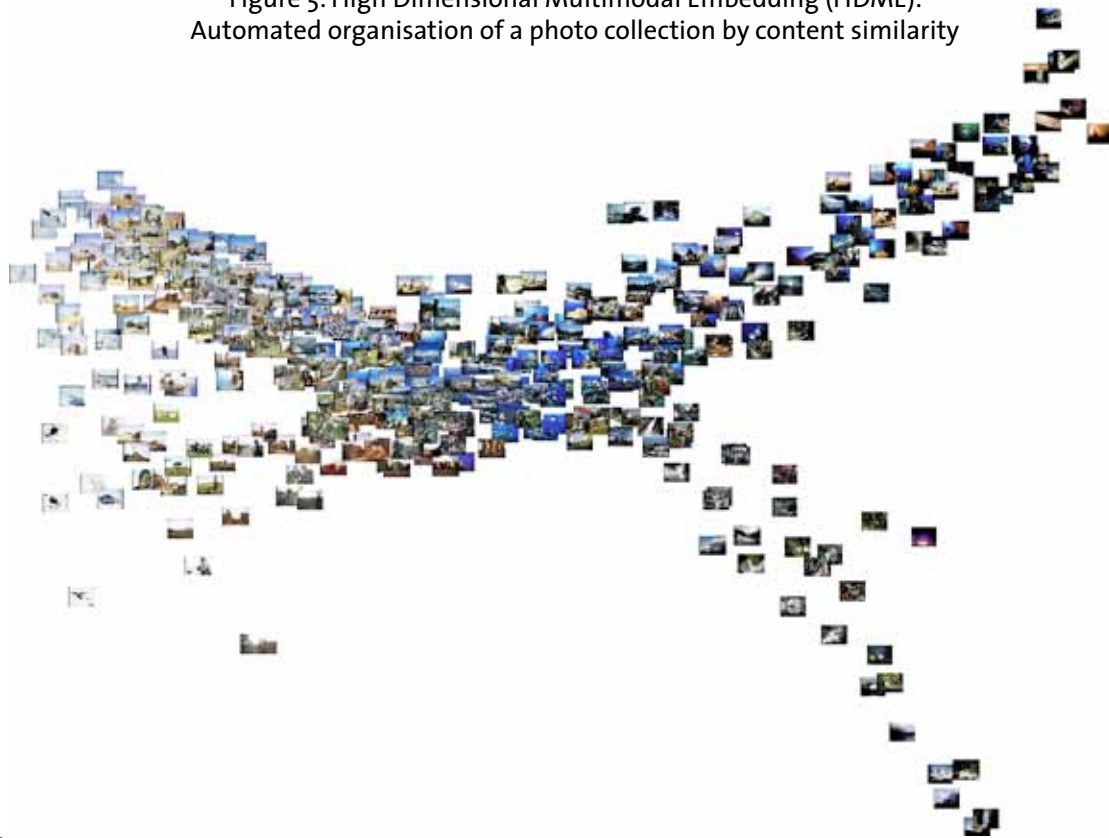 Figure 5: High Dimensional Multimodal Embedding (HDME):
Automated organisation of a photo collection by content similarity